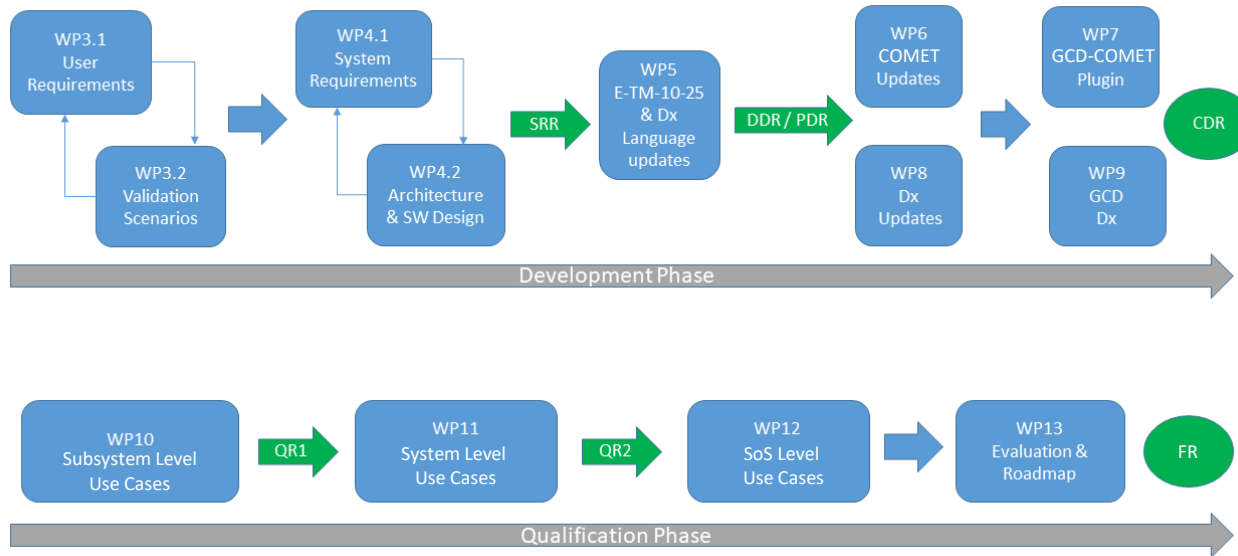 WP3.1
User
Requirements
WP3.2
Validation
Scenarios
WP4.1
System
Requirements
WP4.2
Architecture
& SW Design
SRR
WP5
E-TM-10-25
& Dx
Language
updates
DDR / PDR
WP6
COMET
Updates
WP8
Dx
Updates
WP7
GCD-COMET
Plugin
WP9
GCD
Dx
CDR
Development Phase
WP10
Subsystem Level
Use Cases
QR1
WP11
System Level
Use Cases
QR2
WP12
SoS Level
Use Cases
WP13
Evaluation &
Roadmap
FR
Qualification Phase